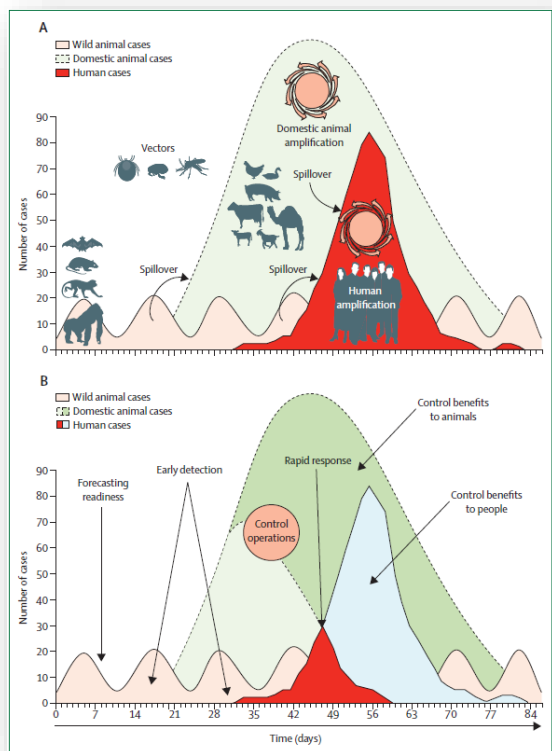 A
Wild animal cases
Domestic animal cases
Human cases
Number of cases
90
80
70
60
50
40
30
20
10
0
Vectors
Spillover
Domestic animal
amplification
Spillover
Spillover
Human
amplification
B
Wild animal cases
Domestic animal cases
Human cases
Number of cases
90
80
70
60
50
40
30
20
10
0
Forecasting
readiness
Early detection
Control
operations
Rapid response
Control benefits
to animals
Control benefits
to people
0 7 14 21 28 35 42 49 56 63 70 77 84
Time (days)